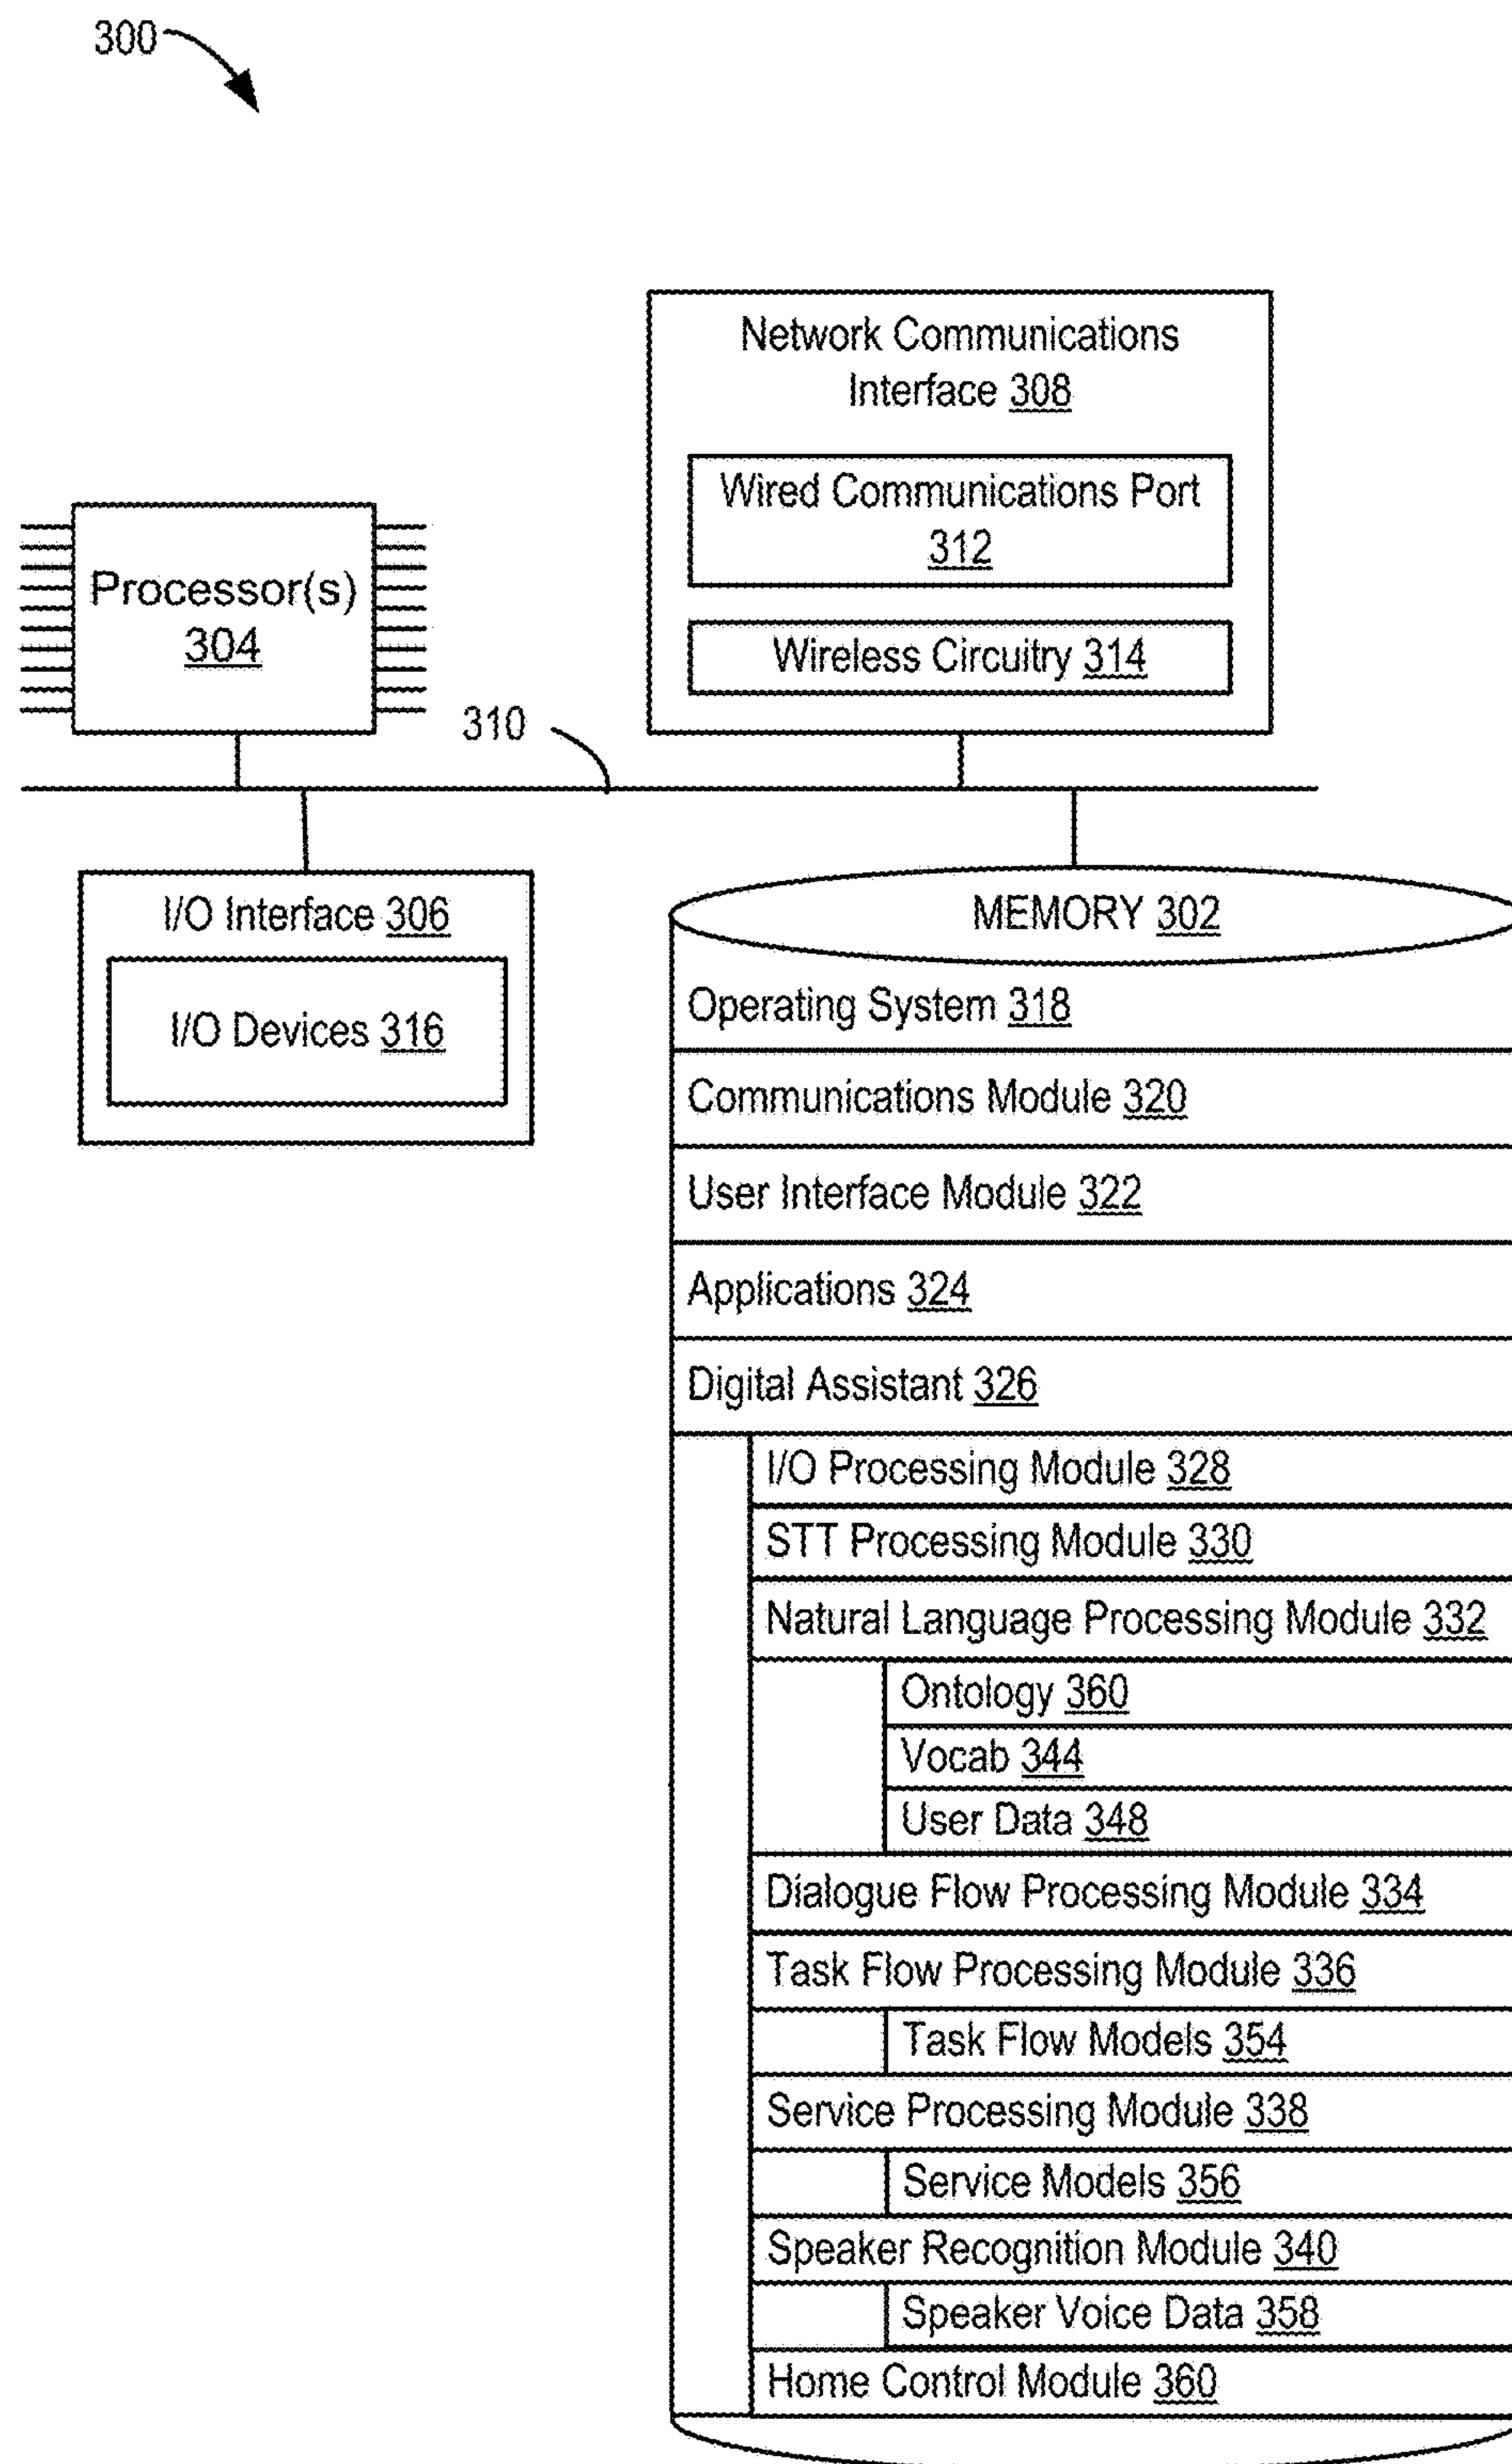 300
Network Communications
Interface 308
Wired Communications Port
312
Wireless Circuitry 314
Processor(s)
304
310
I/O Interface 306
I/O Devices 316
MEMORY 302
Operating System 318
Communications Module 320
User Interface Module 322
Applications 324
Digital Assistant 326
I/O Processing Module 328
STT Processing Module 330
Natural Language Processing Module 332
Ontology 360
Vocab 344
User Data 348
Dialogue Flow Processing Module 334
Task Flow Processing Module 336
Task Flow Models 354
Service Processing Module 338
Service Models 356
Speaker Recognition Module 340
Speaker Voice Data 358
Home Control Module 360